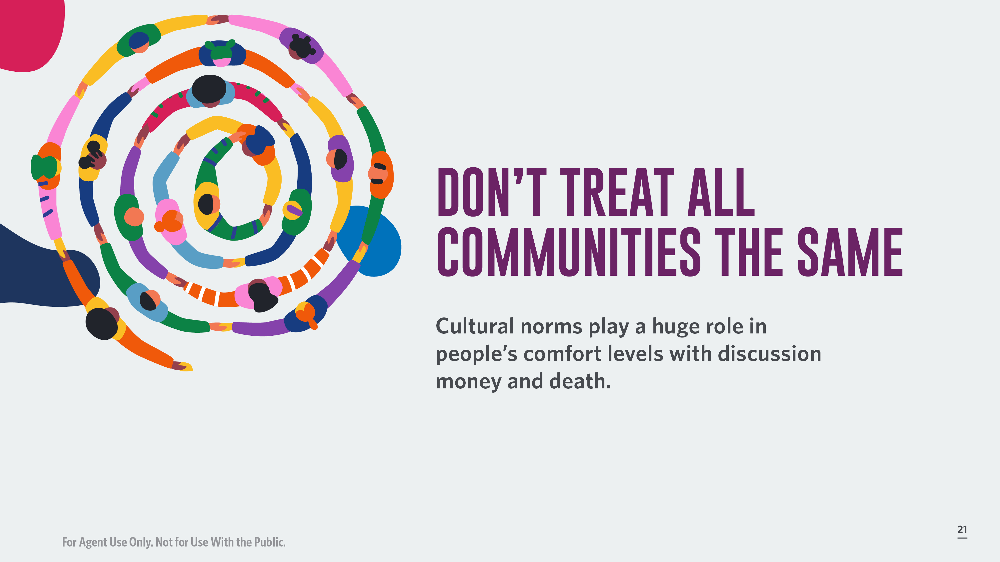 DON’T TREAT ALL
COMMUNITIES THE SAME
Cultural norms play a huge role in
people’s comfort levels with discussion
money and death.
For Agent Use Only. Not for Use With the Public.
21